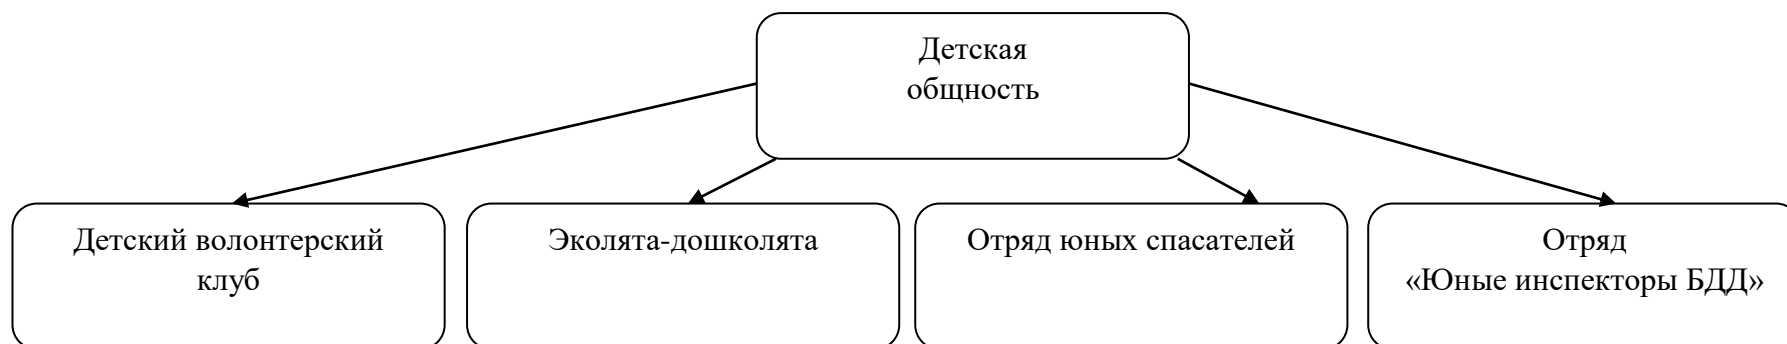 Детская
общность
Детский волонтерский
клуб
Эколята-дошколята
Отряд юных спасателей
Отряд
«Юные инспекторы БДД»